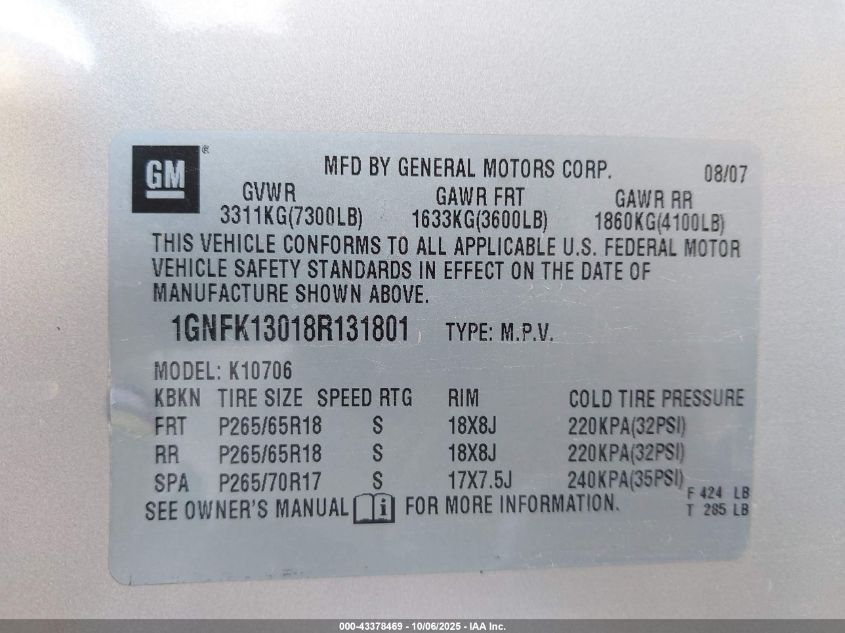 GM®
MFD BY GENERAL MOTORS CORP. 08/07
GVWR GAWR FRT GAWR RR
3311KG(7300LB) 1633KG(3600LB) 1860KG(4100LB)
THIS VEHICLE CONFORMS TO ALL APPLICABLE U.S. FEDERAL MOTOR
VEHICLE SAFETY STANDARDS IN EFFECT ON THE DATE OF
MANUFACTURE SHOWN ABOVE.
1GNFK13018R131801 TYPE: M.P.V.
MODEL: K10706
KBKN TIRE SIZE SPEED RTG RIM COLD TIRE PRESSURE
FRT P265/65R18 S 18X8J 220KPA(32PSI)
RR P265/65R18 S 18X8J 220KPA(32PSI)
SPA P265/70R17 S 17X7.5J 240KPA(35PSI)
F 424 LB
SEE OWNER'S MANUAL i FOR MORE INFORMATION.
T 285 LB
000-43378469 - 10/06/2025 - IAA Inc.